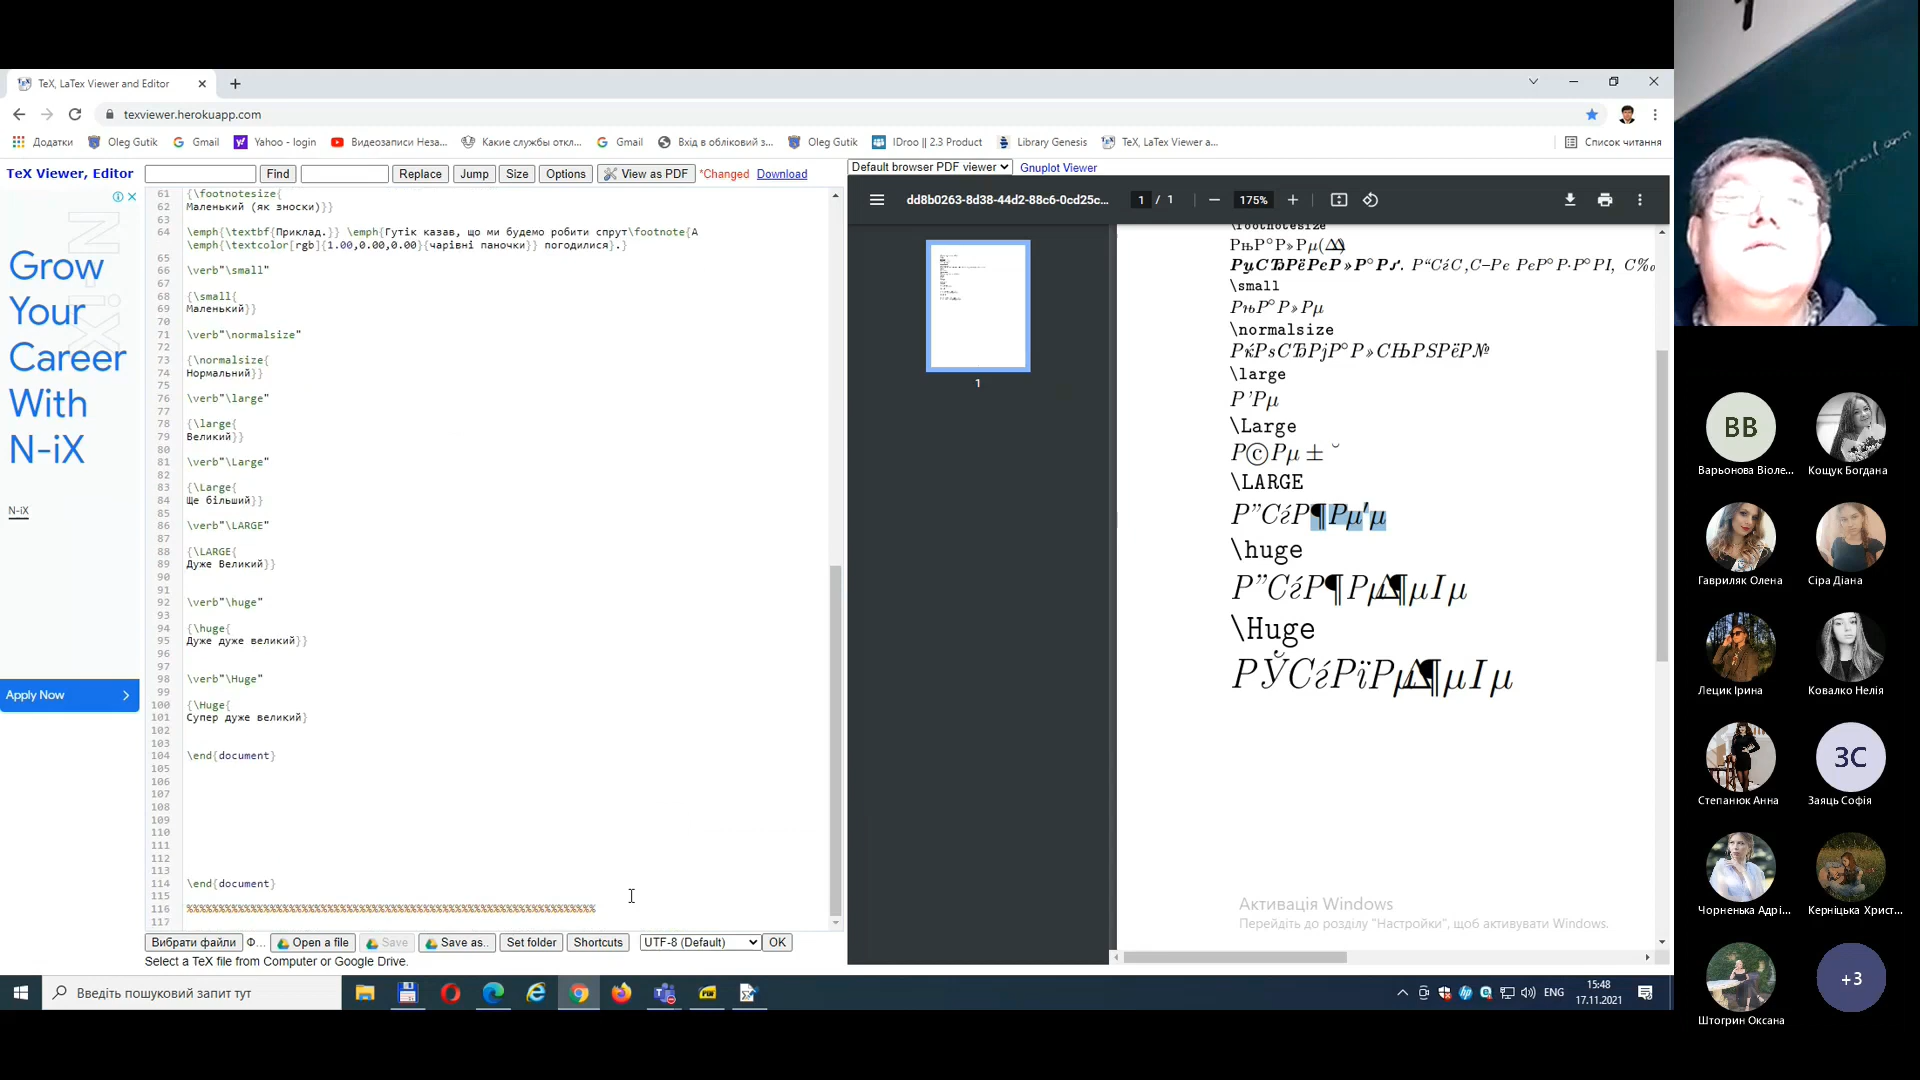 TeX, LaTex Viewer and Editor
texviewer.herokuapp.com
Додатки Oleg Gutik Gmail Yahoo - login Видеозаписи Неза... Какие службы откл... Gmail Вхід в обліковий з... Oleg Gutik IDroo || 2.3 Product Library Genesis TeX, LaTeX Viewer a... Список читання
TeX Viewer, Editor Find Replace Jump Size Options View as PDF *Changed Download
Default browser PDF viewer Gnuplot Viewer
dd8b0263-8d38-44d2-88c6-0cd25c... 1 / 1 175%
Grow
Your
Career
With
N-iX
N-iX
Apply Now
61 {\footnotesize{
62 Маленький (як зноски)}}
63
64 \emph{\textbf{Приклад.}} \emph{Гутік казав, що ми будемо робити спрут\footnote{А
\emph{\textcolor[rgb]{1.00,0.00,0.00}{чарівні паночки}} погодилися}.}
65
66 \verb"\small"
67
68 {\small{
69 Маленький}}
70
71 \verb"\normalsize"
72
73 {\normalsize{
74 Нормальний}}
75
76 \verb"\large"
77
78 {\large{
79 Великий}}
80
81 \verb"\Large"
82
83 {\Large{
84 Ще більший}}
85
86 \verb"\LARGE"
87
88 {\LARGE{
89 Дуже Великий}}
90
91
92 \verb"\huge"
93
94 {\huge{
95 Дуже дуже великий}}
96
97
98 \verb"\Huge"
99
100 {\Huge{
101 Супер дуже великий}
102
103
104 \end{document}
105
106
107
108
109
110
111
112
113
114 \end{document}
115
116 %%%%%%%%%%%%%%%%%%%%%%%%%%%%%%%%%%%%%%%%%%%%%%%%%%%%%%%%%%%%%%%
117
Вибрати файли Ф... Open a file Save Save as.. Set folder Shortcuts UTF-8 (Default) OK
Select a TeX file from Computer or Google Drive.
1
\footnotesize
\small
\normalsize
\large
\Large
\LARGE
\huge
\Huge
Активація Windows
Перейдіть до розділу "Настройки", щоб активувати Windows.
Введіть пошуковий запит тут
ENG
15:48
17.11.2021
ВВ
Варьонова Віоле... Кощук Богдана
Гавриляк Олена Сіра Діана
Лецик Ірина Ковалко Нелія
ЗС
Степанюк Анна Заяць Софія
Чорненька Адрі... Керніцька Христ...
+3
Штогрин Оксана